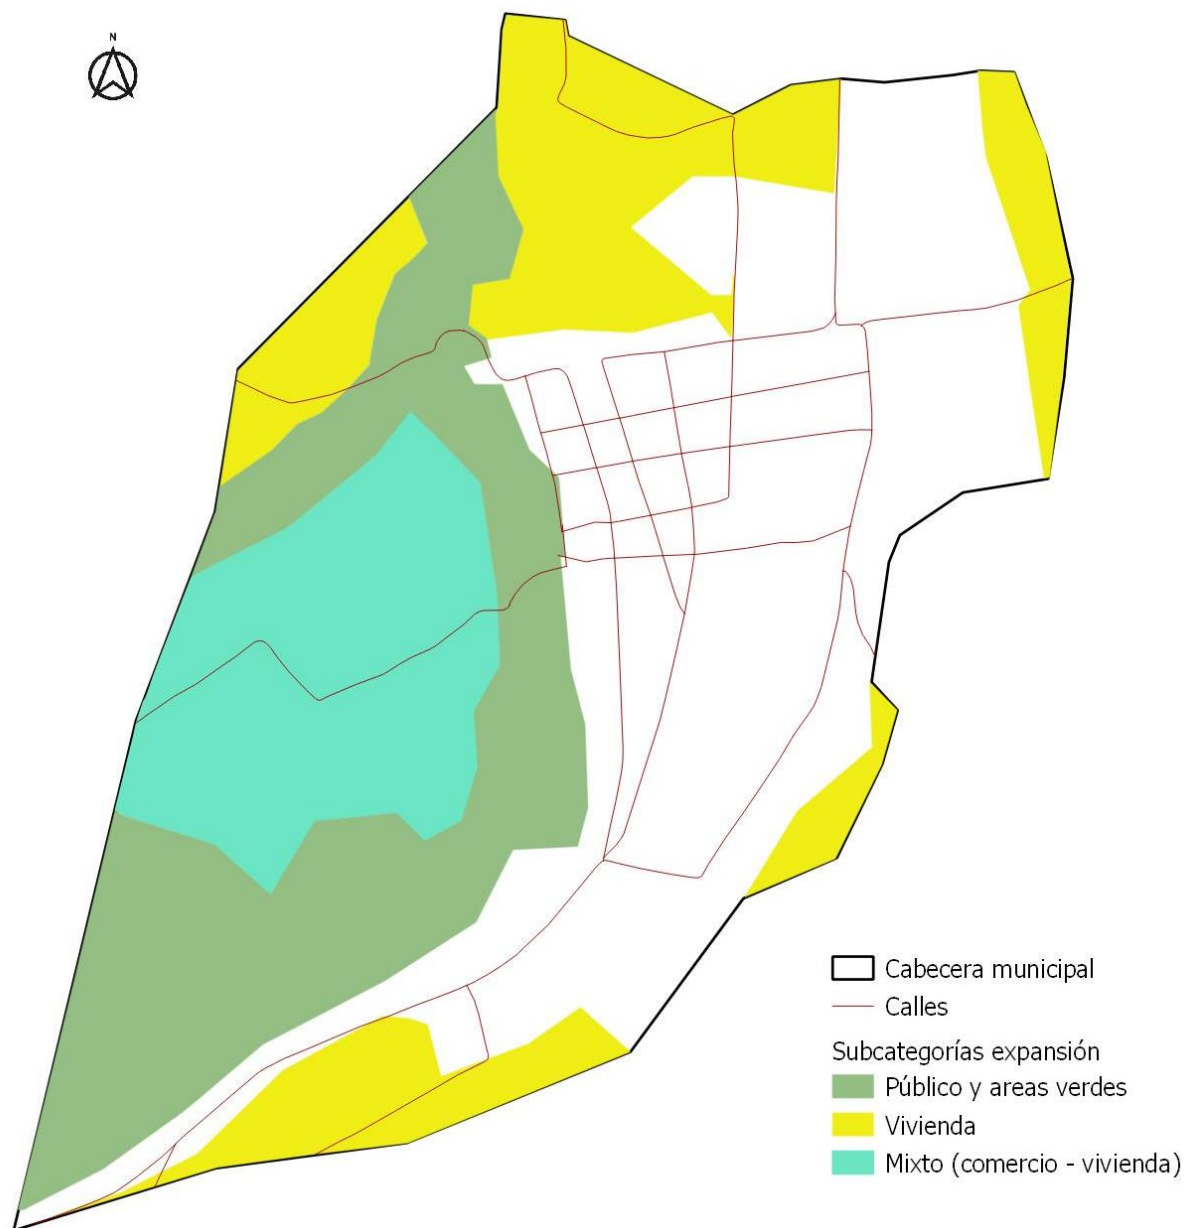 N
Cabecera municipal
Calles
Subcategorías expansión
Público y areas verdes
Vivienda
Mixto (comercio - vivienda)